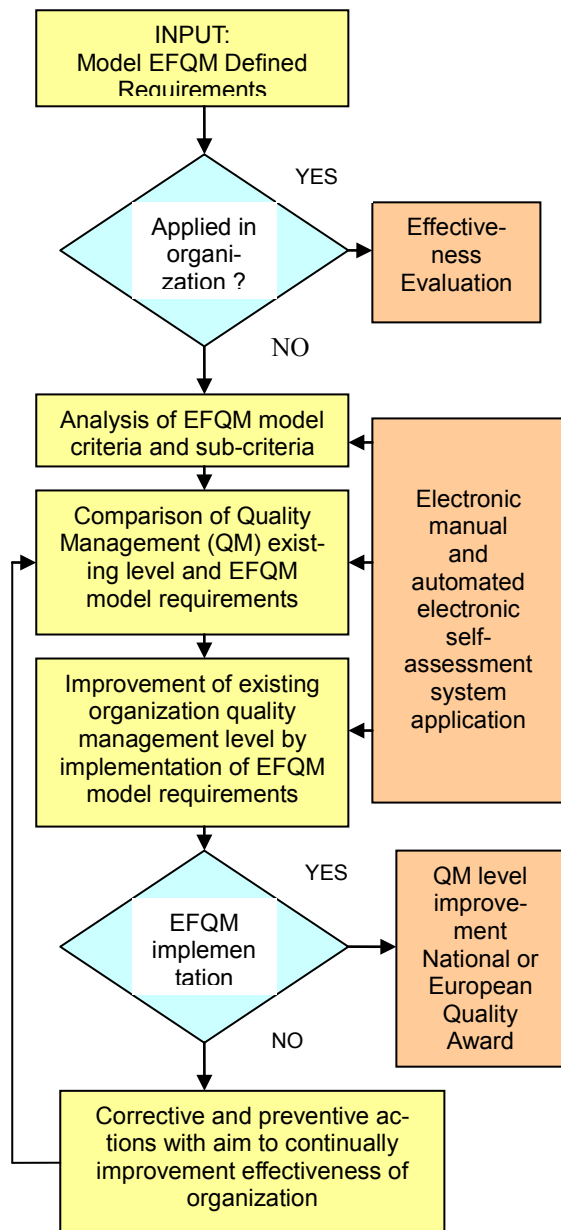 INPUT:
Model EFQM Defined
Requirements
YES
Applied in
organi-
zation ?
Effective-
ness
Evaluation
NO
Analysis of EFQM model
criteria and sub-criteria
Comparison of Quality
Management (QM) exist-
ing level and EFQM
model requirements
Electronic
manual
and
automated
electronic
self-
assessment
system
application
Improvement of existing
organization quality
management level by
implementation of EFQM
model requirements
YES
EFQM
implemen
tation
QM level
improve-
ment
National or
European
Quality
Award
NO
Corrective and preventive ac-
tions with aim to continually
improvement effectiveness of
organization